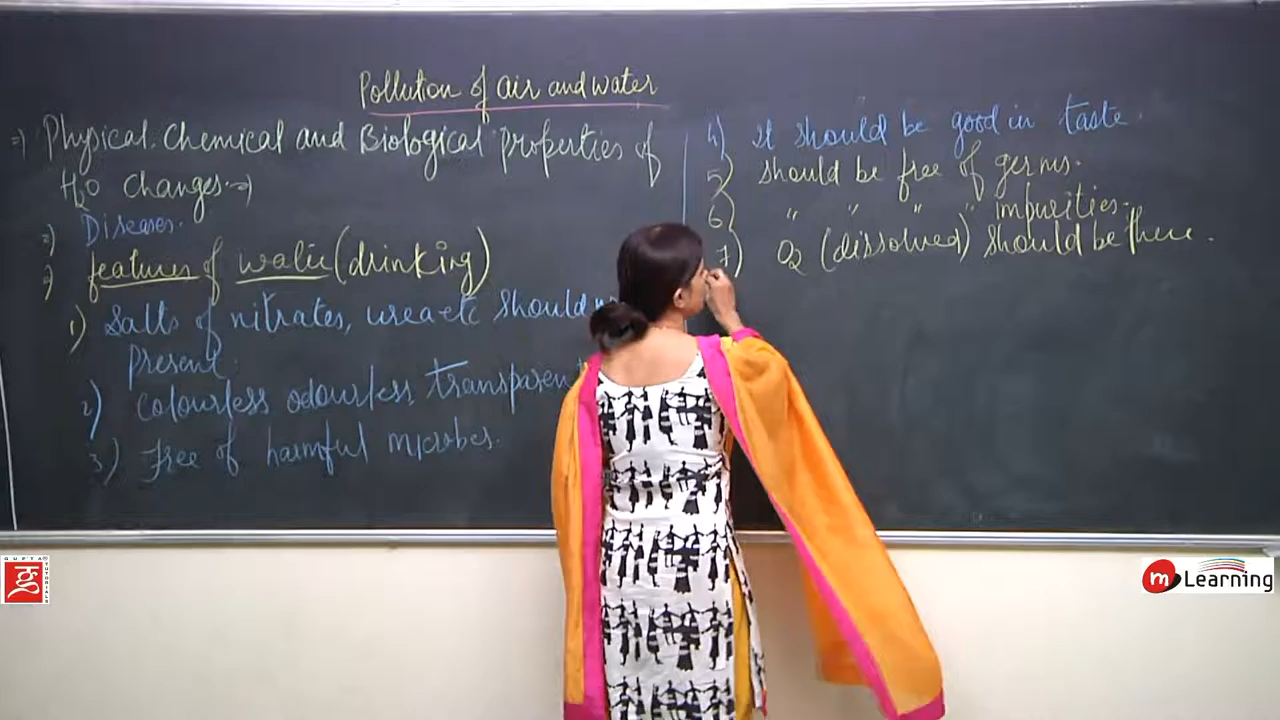 Pollution of air and water
⇒) Physical. Chemical and Biological properties of
H2O changes ⇒)
2) Diseases.
⇒) features of water (drinking)
1) Salts of nitrates, urea etc should
present.
2) Colourless odourless, transparent
3) Free of harmful microbes.
4) it should be good in taste.
5) should be free of germs.
6) " " " " impurities.
7) O2 (dissolved) should be there.
GUPTA TUTORIALS
m Learning